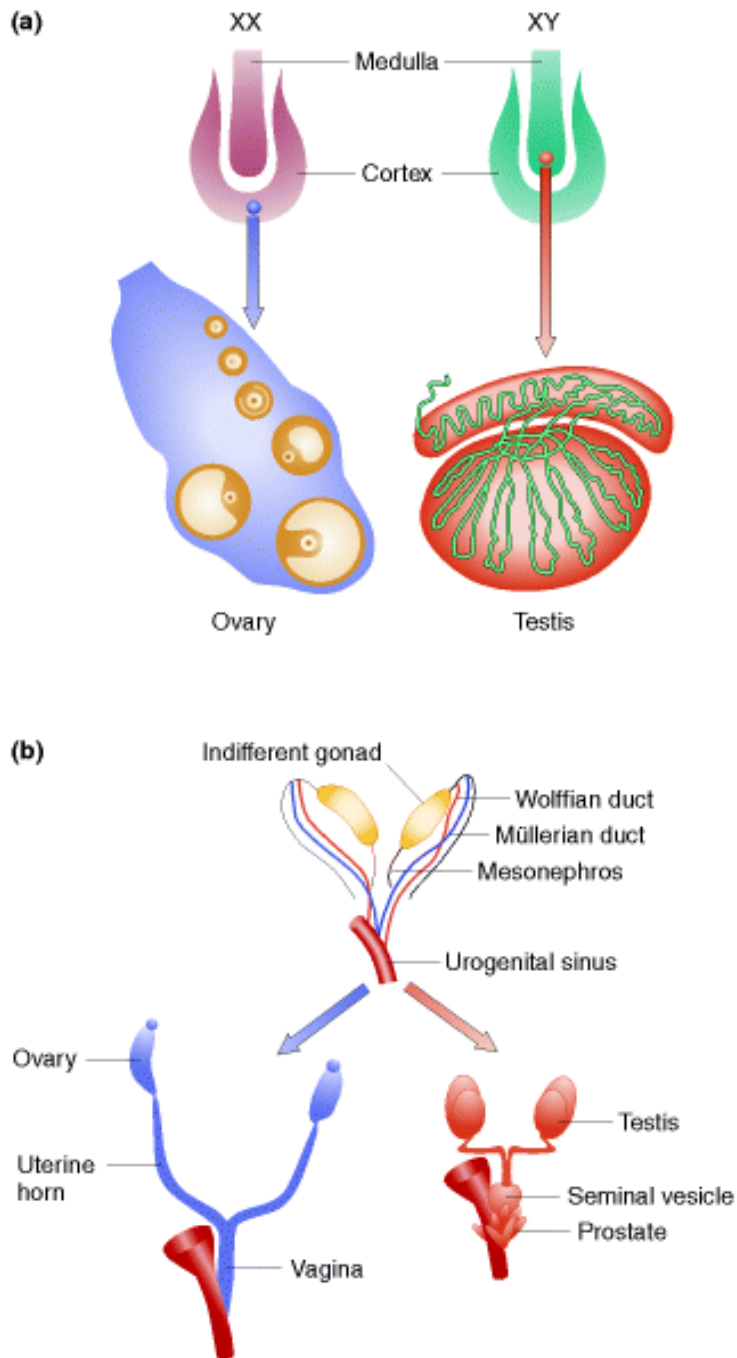 (a)
XX
XY
Medulla
Cortex
Ovary
Testis
(b)
Indifferent gonad
Wolffian duct
Müllerian duct
Mesonephros
Urogenital sinus
Ovary
Testis
Uterine
horn
Seminal vesicle
Prostate
Vagina